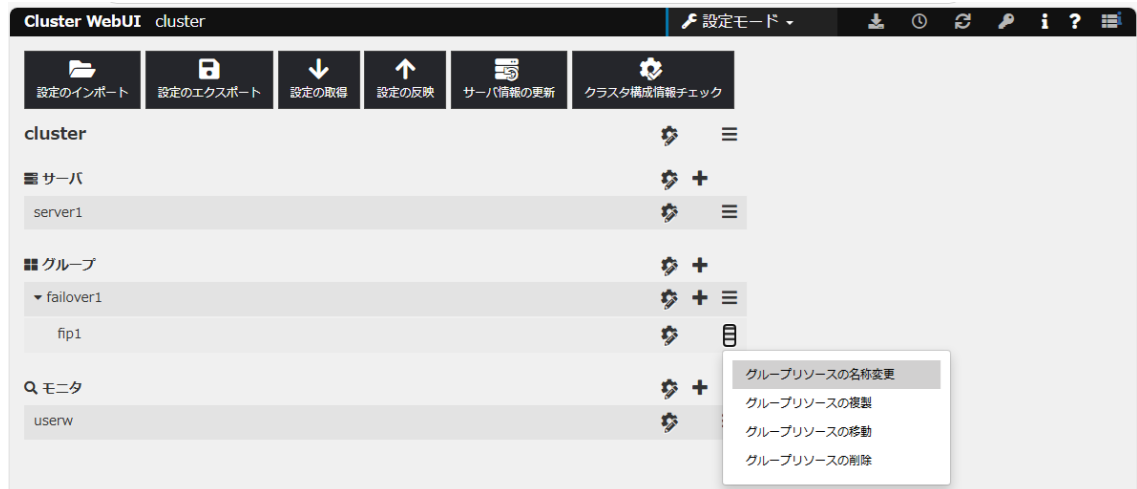 Cluster WebUI cluster 設定モード
設定のインポート 設定のエクスポート 設定の取得 設定の反映 サーバ情報の更新 クラスタ構成情報チェック
cluster
サーバ
server1
グループ
failover1
fip1
グループリソースの名称変更
モニタ
グループリソースの複製
userw
グループリソースの移動
グループリソースの削除